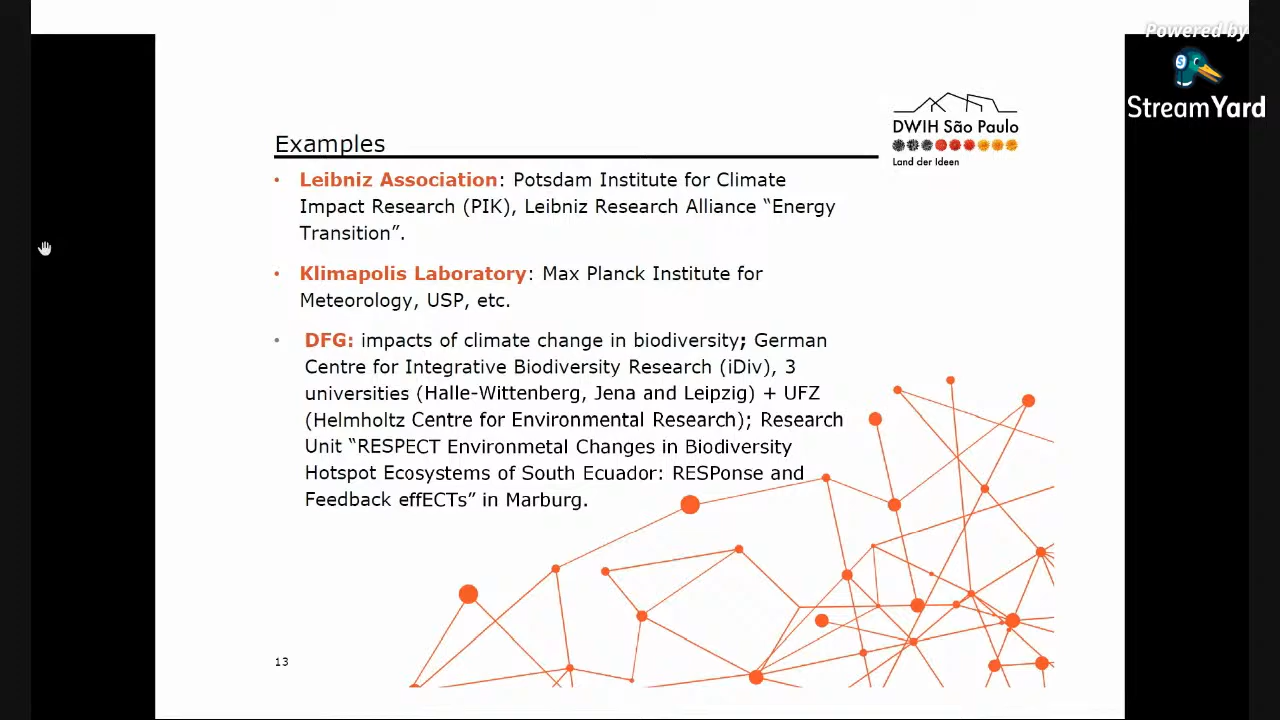 Powered by
StreamYard
DWIH São Paulo
Land der Ideen
Examples
• Leibniz Association: Potsdam Institute for Climate
Impact Research (PIK), Leibniz Research Alliance “Energy
Transition”.
• Klimapolis Laboratory: Max Planck Institute for
Meteorology, USP, etc.
• DFG: impacts of climate change in biodiversity; German
Centre for Integrative Biodiversity Research (iDiv), 3
universities (Halle-Wittenberg, Jena and Leipzig) + UFZ
(Helmholtz Centre for Environmental Research); Research
Unit “RESPECT Environmetal Changes in Biodiversity
Hotspot Ecosystems of South Ecuador: RESPonse and
Feedback effECTs” in Marburg.
13